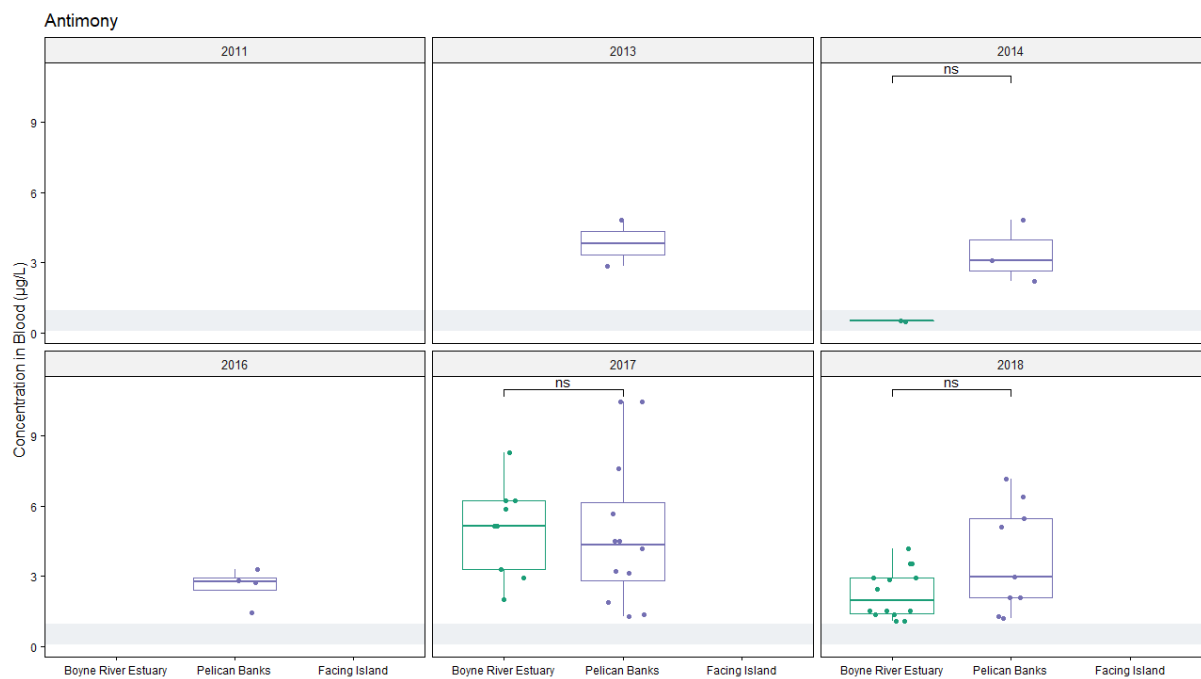 Antimony
2011
2013
2014
ns
9
6
3
0
2016
2017
2018
ns
ns
9
6
3
0
Concentration in Blood (µg/L)
Boyne River Estuary Pelican Banks Facing Island
Boyne River Estuary Pelican Banks Facing Island
Boyne River Estuary Pelican Banks Facing Island